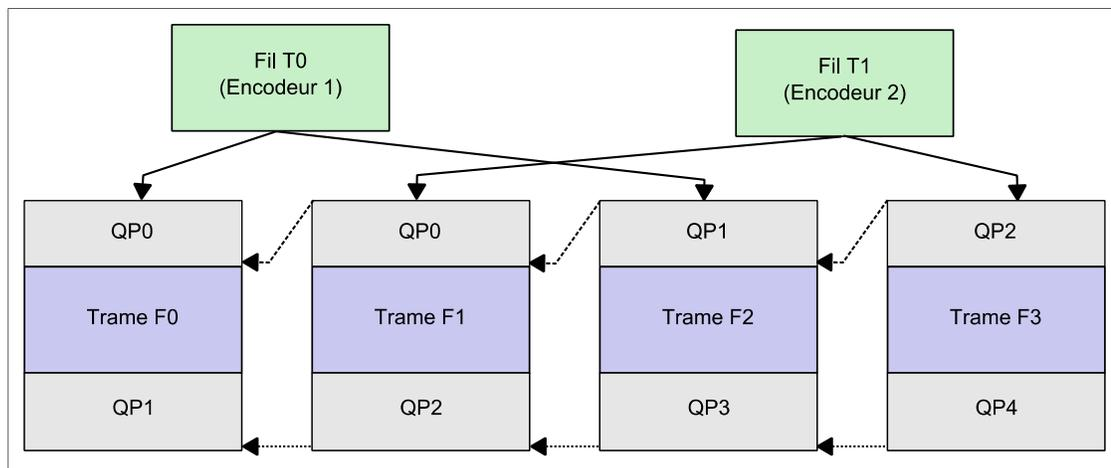 Fil T0
(Encodeur 1)
Fil T1
(Encodeur 2)
QP0
QP0
QP1
QP2
Trame F0
Trame F1
Trame F2
Trame F3
QP1
QP2
QP3
QP4